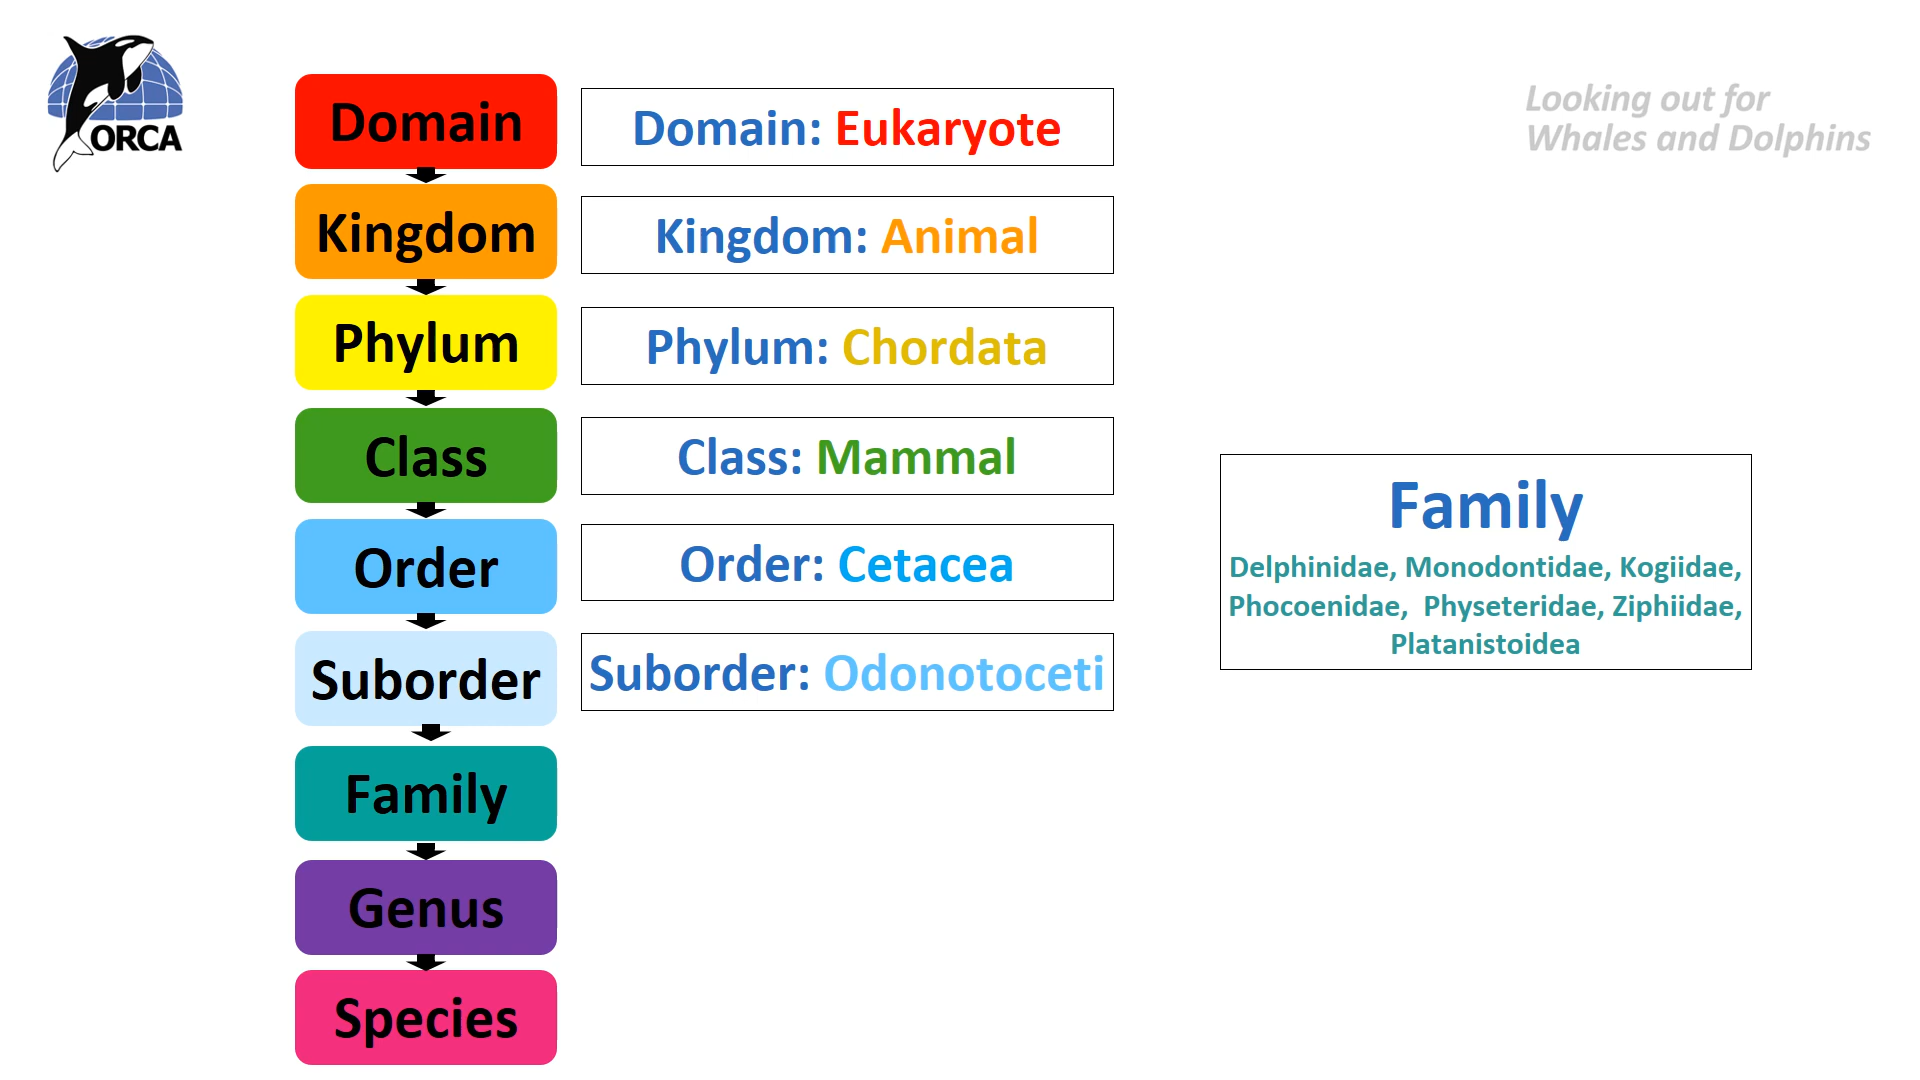 ORCA
Looking out for
Whales and Dolphins
Domain
Domain: Eukaryote
Kingdom
Kingdom: Animal
Phylum
Phylum: Chordata
Class
Class: Mammal
Order
Order: Cetacea
Suborder
Suborder: Odonotoceti
Family
Genus
Species
Family
Delphinidae, Monodontidae, Kogiidae,
Phocoenidae, Physeteridae, Ziphiidae,
Platanistoidea